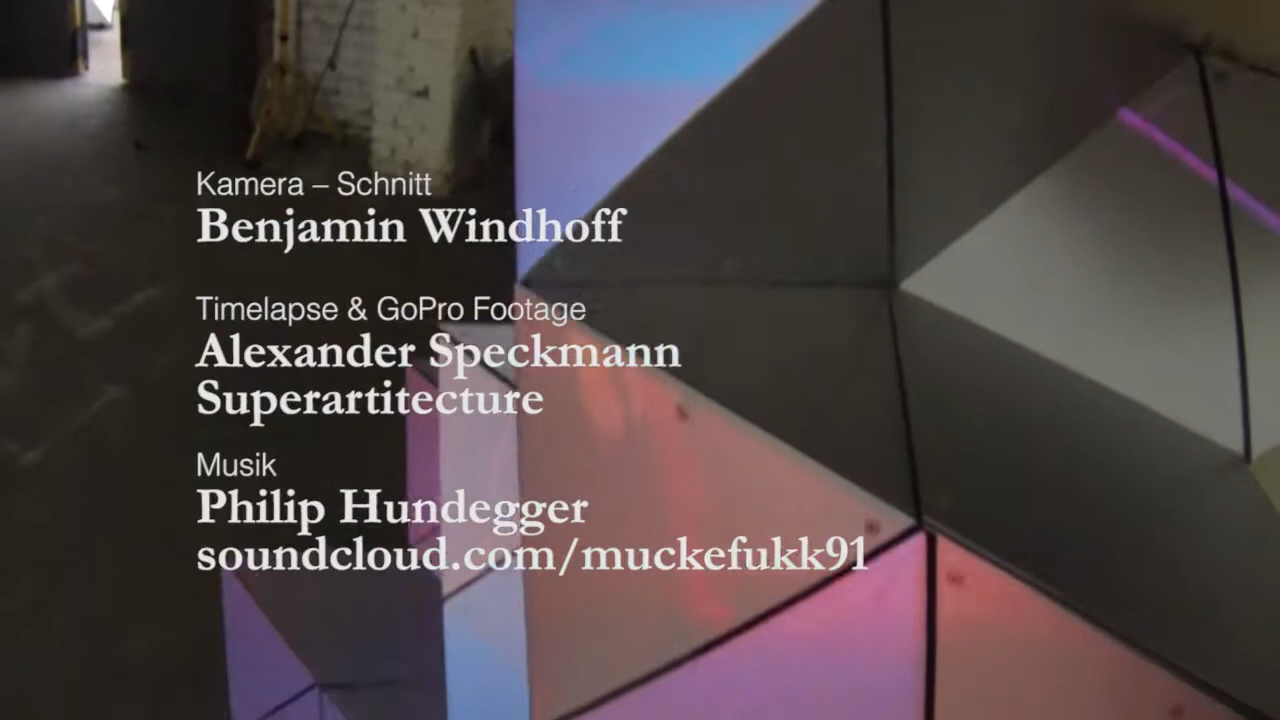 Kamera – Schnitt
Benjamin Windhoff
Timelapse & GoPro Footage
Alexander Speckmann
Superartitecture
Musik
Philip Hundegger
soundcloud.com/muckefukk91